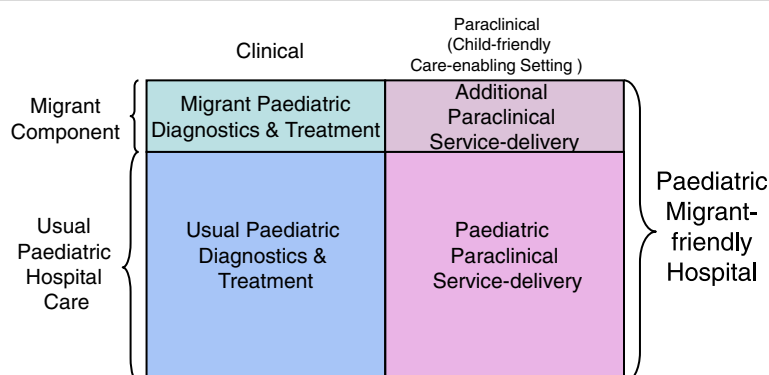 Clinical
Paraclinical
(Child-friendly
Care-enabling Setting )
Migrant
Component
Migrant Paediatric
Diagnostics & Treatment
Additional
Paraclinical
Service-delivery
Usual
Paediatric
Hospital
Care
Usual Paediatric
Diagnostics &
Treatment
Paediatric
Paraclinical
Service-delivery
Paediatric
Migrant-
friendly
Hospital